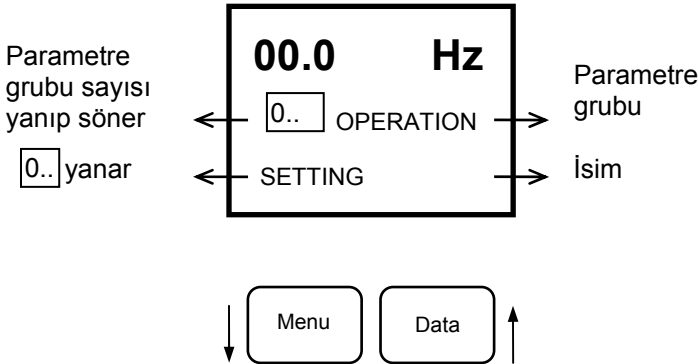 Parametre
grubu sayısı
yanıp söner
0.. yanar
00.0 Hz
0.. OPERATION
SETTING
Parametre
grubu
İsim
Menu
Data